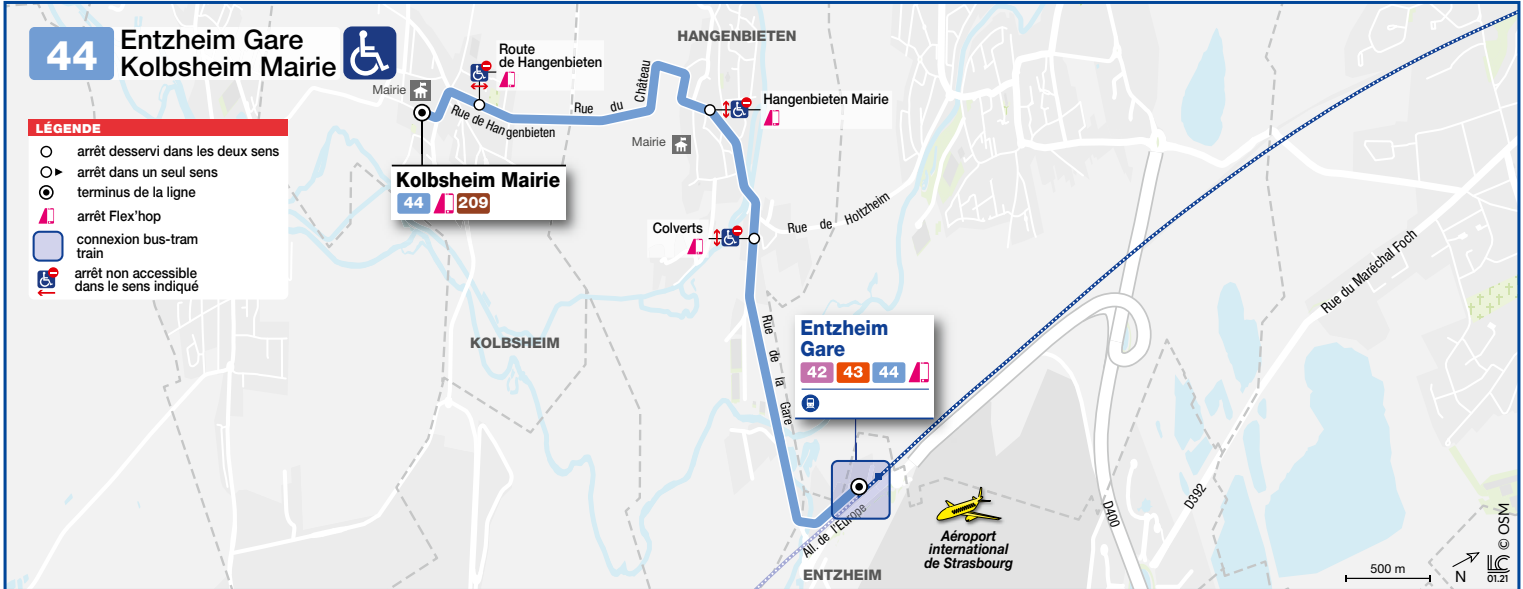 44
Entzheim Gare
Kolbsheim Mairie
LÉGENDE
arrêt desservi dans les deux sens
arrêt dans un seul sens
terminus de la ligne
arrêt Flex'hop
connexion bus-tram
train
arrêt non accessible
dans le sens indiqué
Mairie
Route
de Hangenbieten
Rue de Hangenbieten
Kolbsheim Mairie
44 209
Rue du Château
HANGENBIETEN
Hangenbieten Mairie
Mairie
Colverts
Rue de Holtzheim
KOLBSHEIM
Rue de la Gare
Entzheim
Gare
42 43 44
All. de l'Europe
ENTZHEIM
Aéroport
international
de Strasbourg
D400
D392
Rue du Maréchal Foch
500 m
N
© OSM
01.21